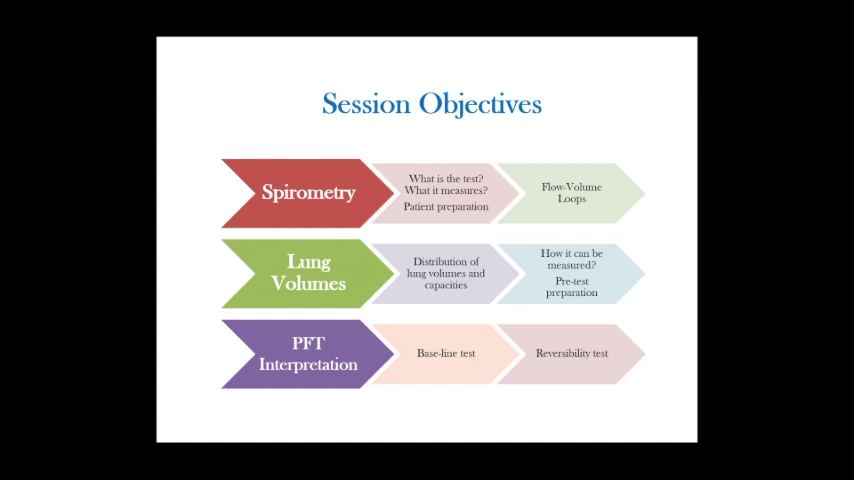 Session Objectives
Spirometry
What is the test?
What it measures?
Patient preparation
Flow-Volume
Loops
Lung
Volumes
Distribution of
lung volumes and
capacities
How it can be
measured?
Pre-test
preparation
PFT
Interpretation
Base-line test
Reversibility test